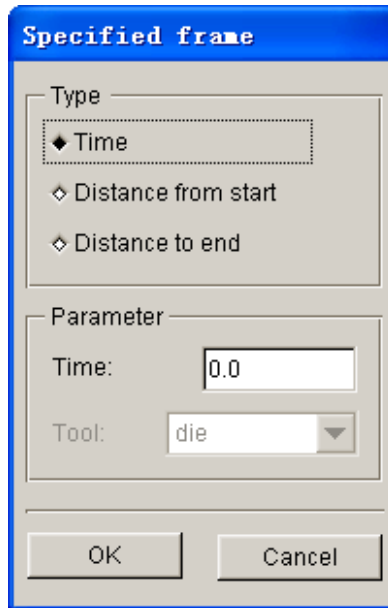 Specified frame
Type
Time
Distance from start
Distance to end
Parameter
Time: 0.0
Tool: die
OK Cancel